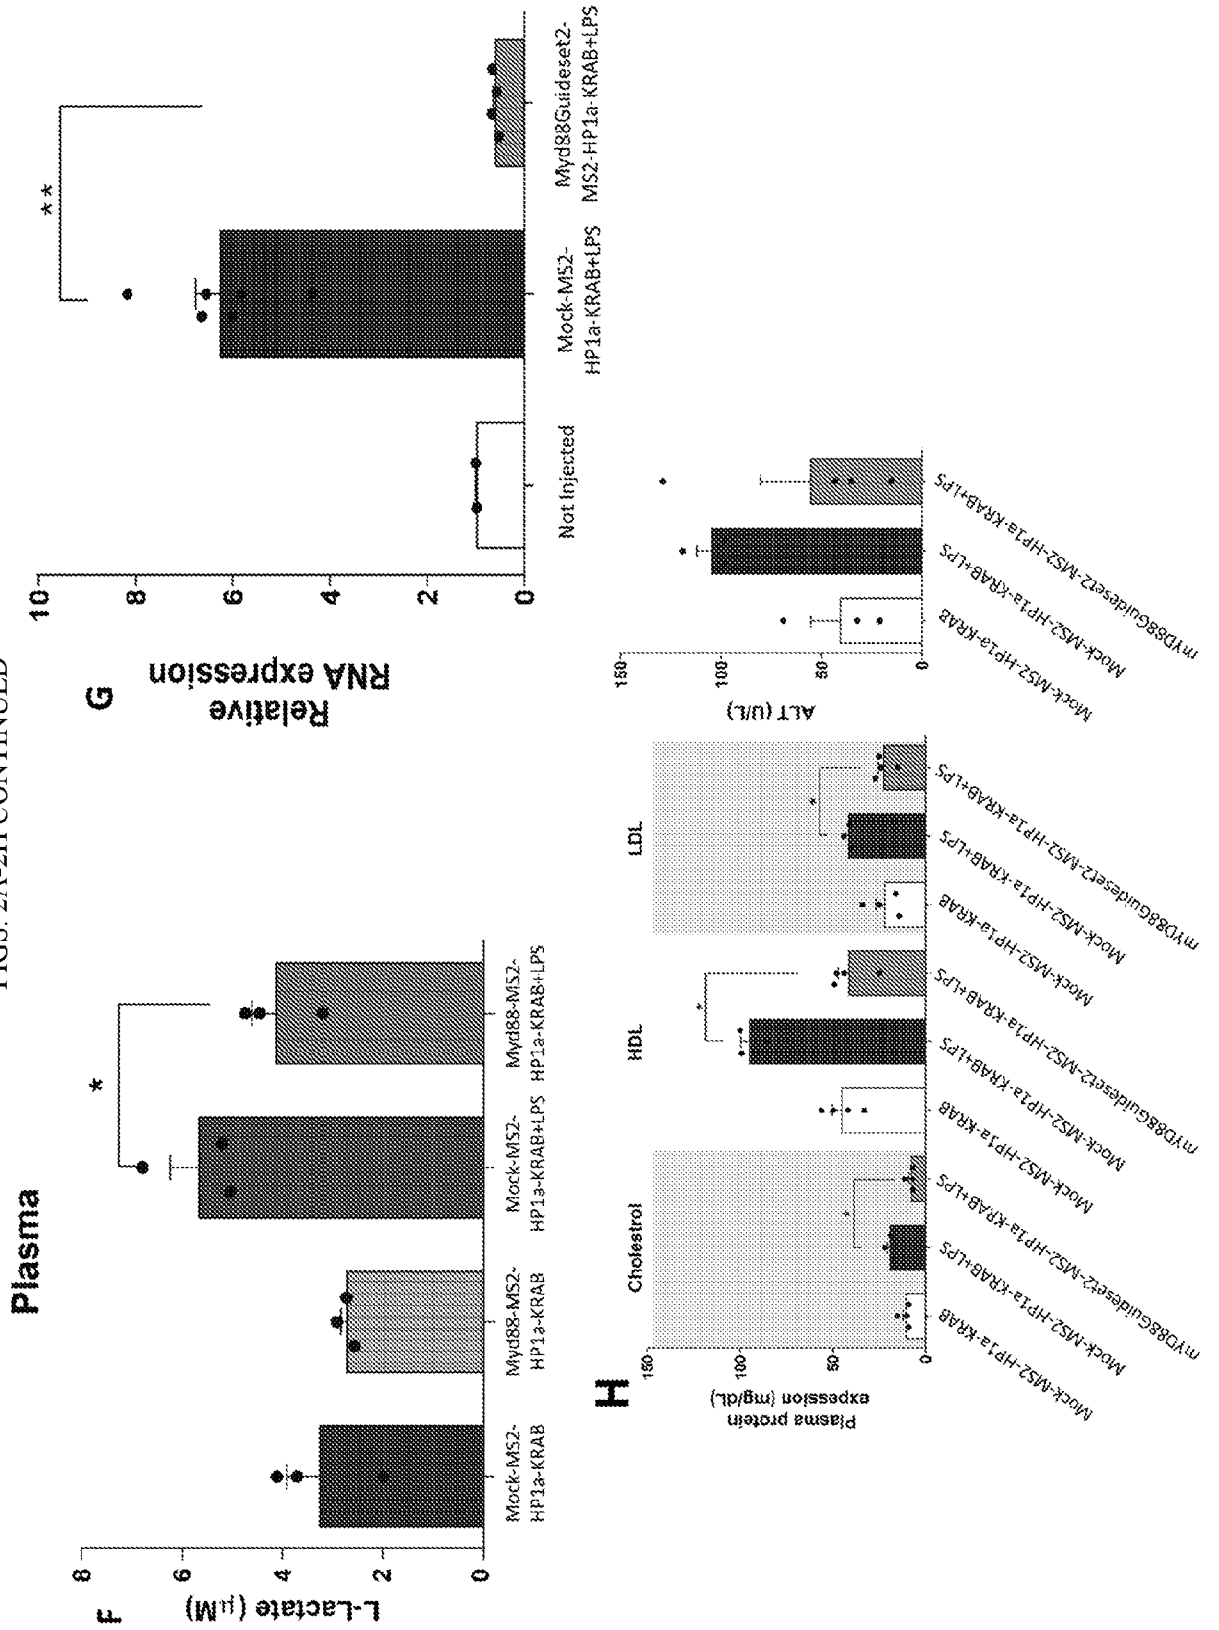 FIGS. 2A-2H CONTINUED
Plasma
F
L-Lactate (μM)
8
6
4
2
0
*
Mock-MS2-
HP1a-KRAB
Myd88-MS2-
HP1a-KRAB
Mock-MS2-
HP1a-KRAB+LPS
Myd88-MS2-
HP1a-KRAB+LPS
G
Relative
RNA expression
10
8
6
4
2
0
**
Not Injected
Mock-MS2-
HP1a-KRAB+LPS
Myd88Guideset2-
MS2-HP1a-KRAB+LPS
H
Plasma protein
expession (mg/dL)
150
100
50
0
Cholestrol
HDL
LDL
*
*
*
Mock-MS2-HP1a-KRAB
Mock-MS2-HP1a-KRAB+LPS
mYD88Guideset2-MS2-HP1a-KRAB+LPS
Mock-MS2-HP1a-KRAB
Mock-MS2-HP1a-KRAB+LPS
mYD88Guideset2-MS2-HP1a-KRAB+LPS
Mock-MS2-HP1a-KRAB
Mock-MS2-HP1a-KRAB+LPS
mYD88Guideset2-MS2-HP1a-KRAB+LPS
ALT (U/L)
150
100
50
0
Mock-MS2-HP1a-KRAB
Mock-MS2-HP1a-KRAB+LPS
mYD88Guideset2-MS2-HP1a-KRAB+LPS